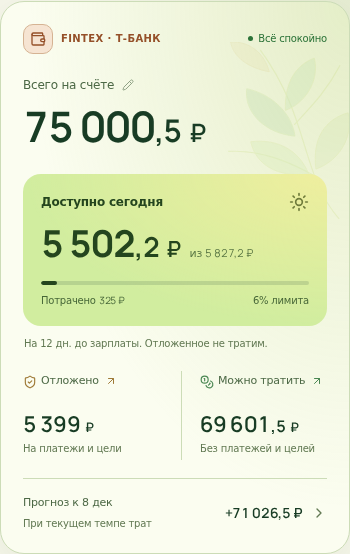 FINTEX · Т-БАНК
Всё спокойно
Всего на счёте
75 000,5 ₽
Доступно сегодня
5 502,2 ₽ из 5 827,2 ₽
Потрачено 325 ₽
6% лимита
На 12 дн. до зарплаты. Отложенное не тратим.
Отложено
5 399 ₽
На платежи и цели
Можно тратить
69 601,5 ₽
Без платежей и целей
Прогноз к 8 дек
При текущем темпе трат
+71 026,5 ₽